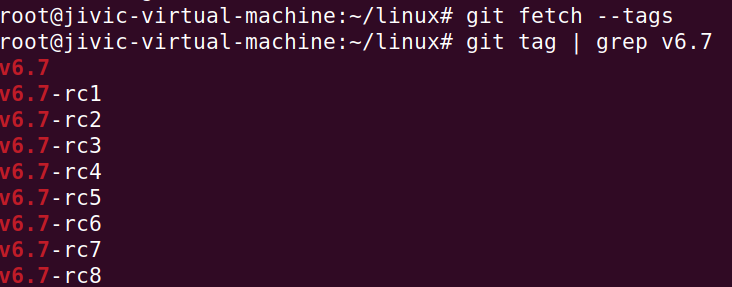 root@jivic-virtual-machine:~/linux# git fetch --tags
root@jivic-virtual-machine:~/linux# git tag | grep v6.7
v6.7
v6.7-rc1
v6.7-rc2
v6.7-rc3
v6.7-rc4
v6.7-rc5
v6.7-rc6
v6.7-rc7
v6.7-rc8